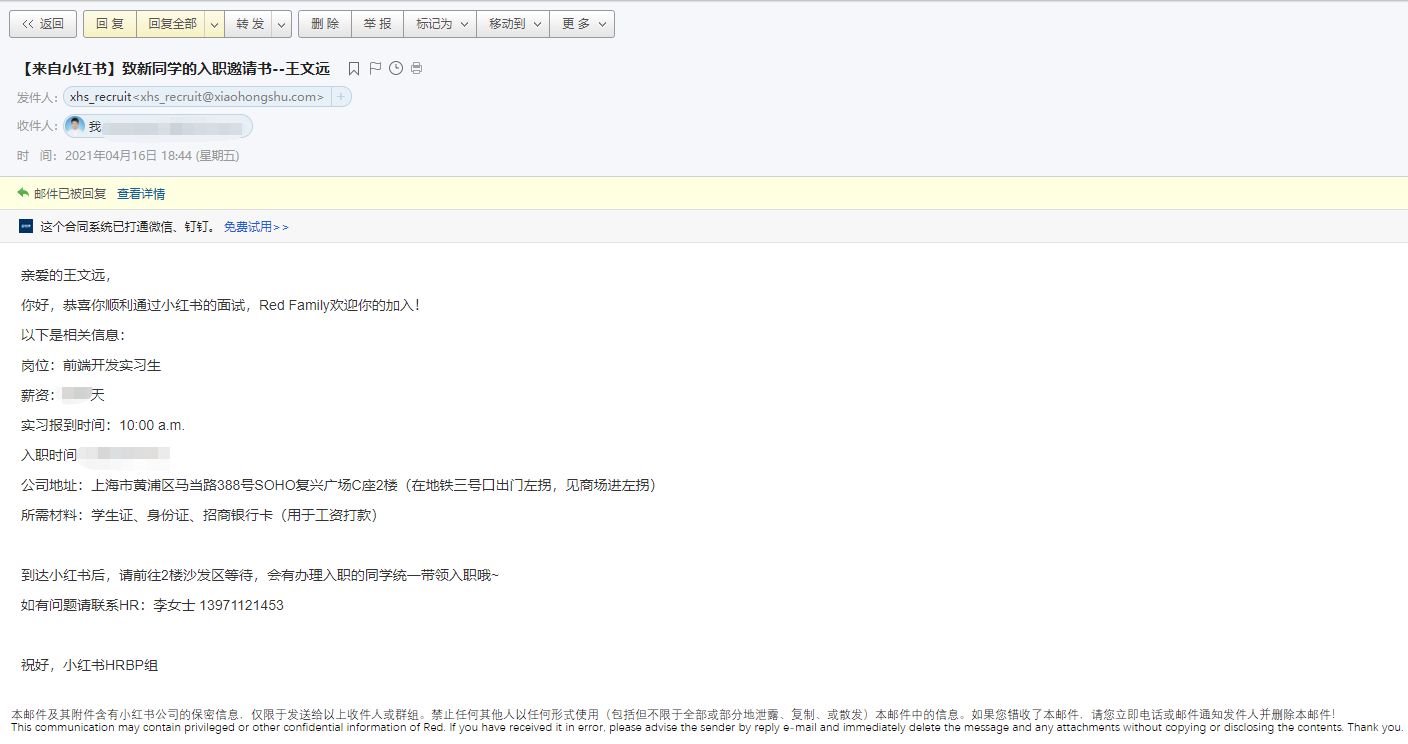 << 返回 回 复 回复全部 转 发 删 除 举 报 标记为 移动到 更 多
【来自小红书】致新同学的入职邀请书--王文远
发件人： xhs_recruit<xhs_recruit@xiaohongshu.com> +
收件人： 我
时 间： 2021年04月16日 18:44 (星期五)
邮件已被回复 查看详情
这个合同系统已打通微信、钉钉。 免费试用>>
亲爱的王文远，
你好，恭喜你顺利通过小红书的面试，Red Family欢迎你的加入！
以下是相关信息：
岗位：前端开发实习生
薪资： 天
实习报到时间：10:00 a.m.
入职时间
公司地址：上海市黄浦区马当路388号SOHO复兴广场C座2楼（在地铁三号口出门左拐，见商场进左拐）
所需材料：学生证、身份证、招商银行卡（用于工资打款）
到达小红书后，请前往2楼沙发区等待，会有办理入职的同学统一带领入职哦~
如有问题请联系HR：李女士 13971121453
祝好，小红书HRBP组
本邮件及其附件含有小红书公司的保密信息，仅限于发送给以上收件人或群组。禁止任何其他人以任何形式使用（包括但不限于全部或部分地泄露、复制、或散发）本邮件中的信息。如果您错收了本邮件，请您立即电话或邮件通知发件人并删除本邮件！
This communication may contain privileged or other confidential information of Red. If you have received it in error, please advise the sender by reply e-mail and immediately delete the message and any attachments without copying or disclosing the contents. Thank you.